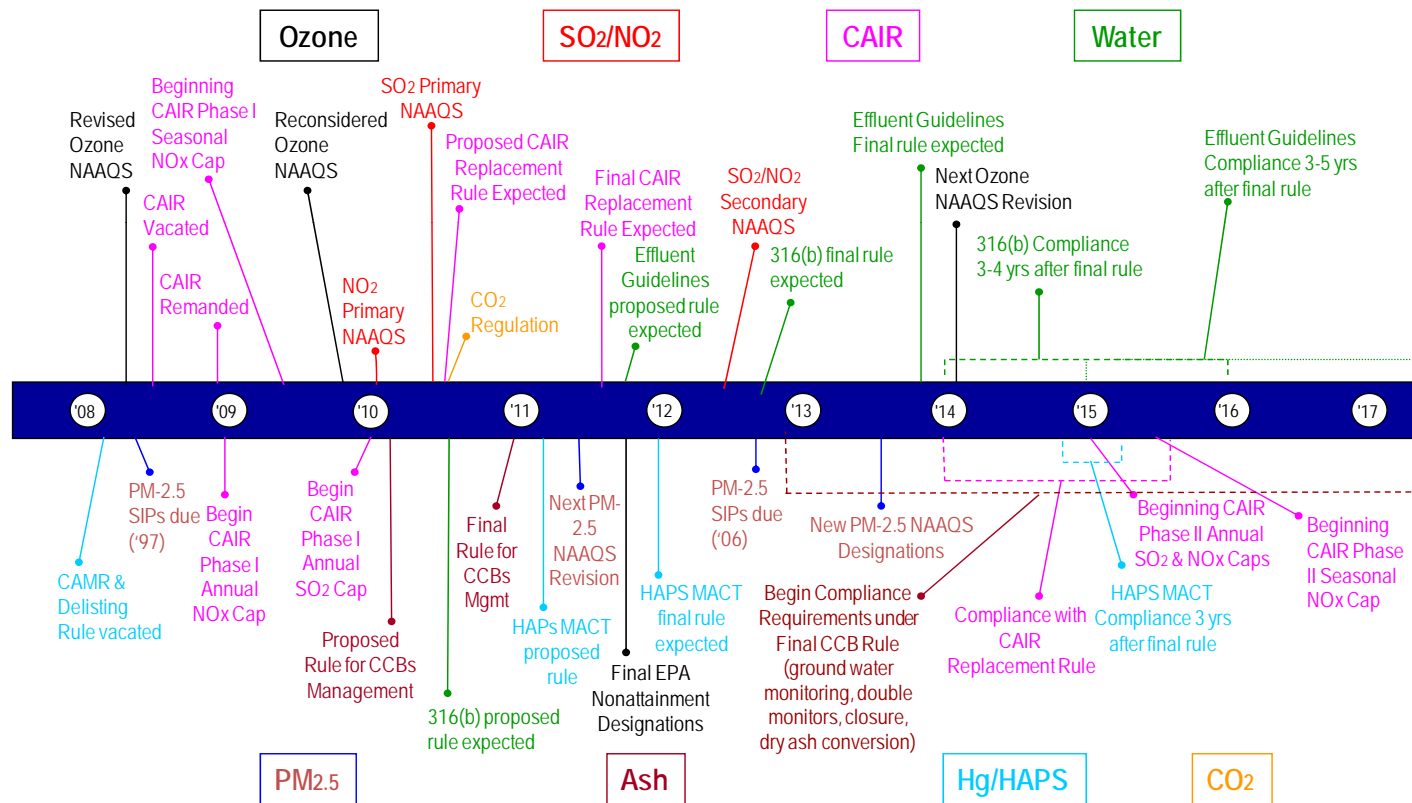 Ozone
SO2/NO2
CAIR
Water
Revised
Ozone
NAAQS
Beginning
CAIR Phase I
Seasonal
NOx Cap
CAIR
Vacated
CAIR
Remanded
Reconsidered
Ozone
NAAQS
NO2
Primary
NAAQS
SO2 Primary
NAAQS
Proposed CAIR
Replacement
Rule Expected
CO2
Regulation
Final CAIR
Replacement
Rule Expected
Effluent
Guidelines
proposed rule
expected
SO2/NO2
Secondary
NAAQS
316(b) final rule
expected
Effluent Guidelines
Final rule expected
Next Ozone
NAAQS Revision
316(b) Compliance
3-4 yrs after final rule
Effluent Guidelines
Compliance 3-5 yrs
after final rule
'08
'09
'10
'11
'12
'13
'14
'15
'16
'17
CAMR &
Delisting
Rule vacated
PM-2.5
SIPs due
('97)
Begin
CAIR
Phase I
Annual
NOx Cap
Begin
CAIR
Phase I
Annual
SO2 Cap
Proposed
Rule for CCBs
Management
316(b) proposed
rule expected
Final
Rule for
CCBs
Mgmt
HAPs MACT
proposed
rule
Next PM-
2.5
NAAQS
Revision
Final EPA
Nonattainment
Designations
HAPS MACT
final rule
expected
PM-2.5
SIPs due
('06)
New PM-2.5 NAAQS
Designations
Begin Compliance
Requirements under
Final CCB Rule
(ground water
monitoring, double
monitors, closure,
dry ash conversion)
Compliance with
CAIR
Replacement Rule
Beginning CAIR
Phase II Annual
SO2 & NOx Caps
HAPS MACT
Compliance 3 yrs
after final rule
Beginning
CAIR Phase
II Seasonal
NOx Cap
PM2.5
Ash
Hg/HAPS
CO2